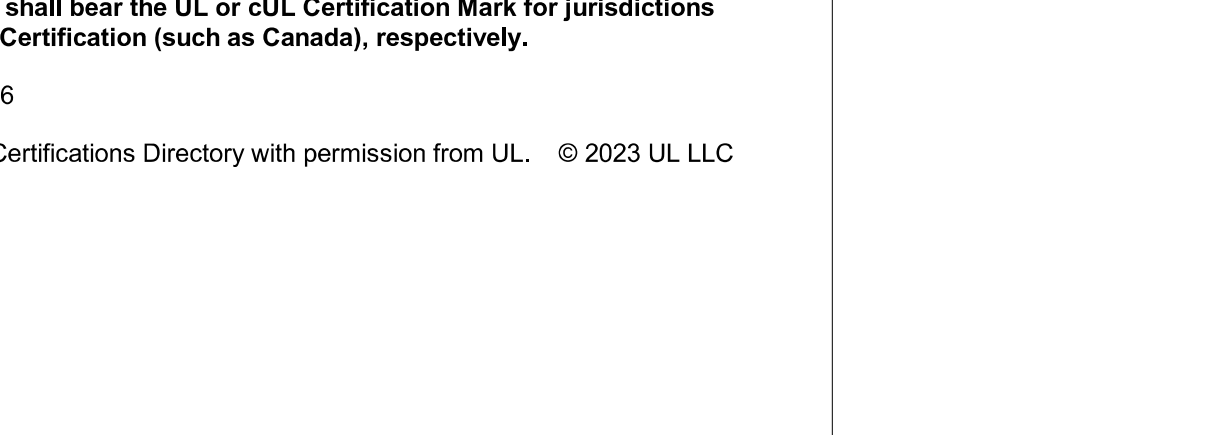 shall bear the UL or cUL Certification Mark for jurisdictions
Certification (such as Canada), respectively.
6
Certifications Directory with permission from UL. © 2023 UL LLC